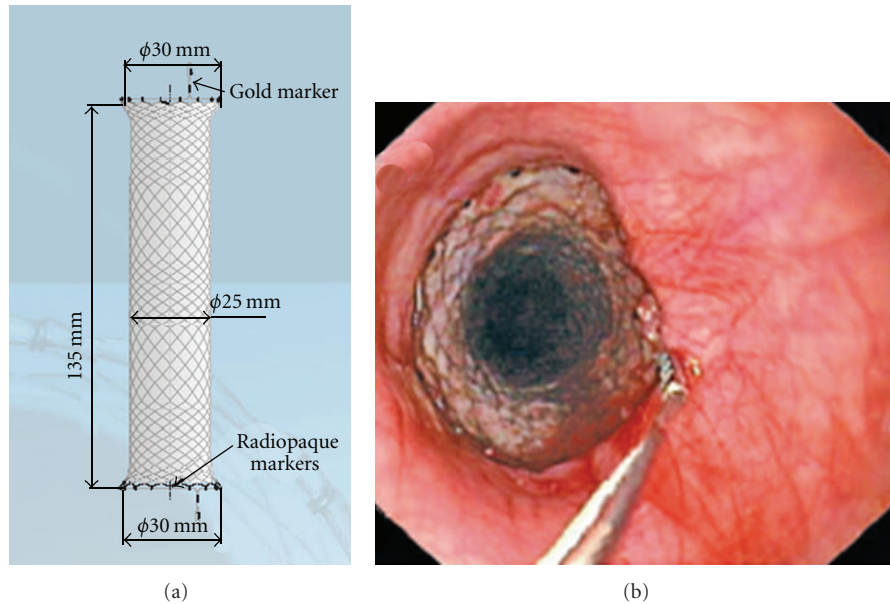 ϕ30 mm
Gold marker
ϕ25 mm
135 mm
Radiopaque
markers
ϕ30 mm
(a)
(b)